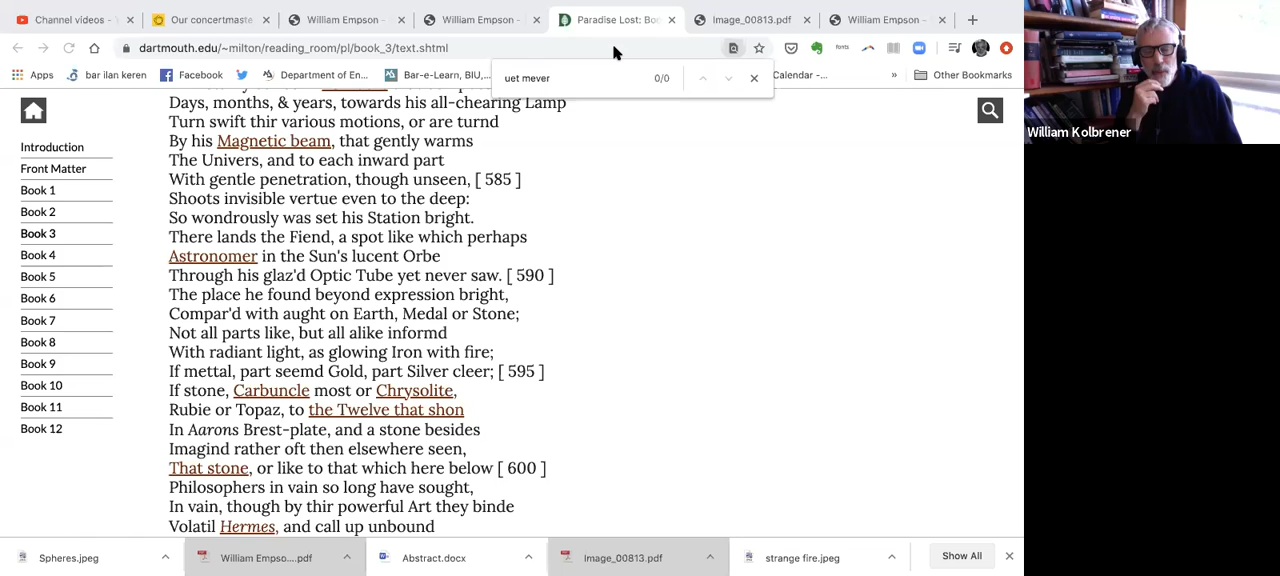 Channel videos - Y
Our concertmaste
William Empson -
William Empson -
Paradise Lost: Boo
Image_00813.pdf
William Empson -
dartmouth.edu/~milton/reading_room/pl/book_3/text.shtml
fonts
Apps
bar ilan keren
Facebook
Department of En...
Bar-e-Learn, BIU,...
Calendar -...
Other Bookmarks
uet mever
0/0
William Kolbrener
Introduction
Front Matter
Book 1
Book 2
Book 3
Book 4
Book 5
Book 6
Book 7
Book 8
Book 9
Book 10
Book 11
Book 12
Days, months, & years, towards his all-chearing Lamp
Turn swift thir various motions, or are turnd
By his Magnetic beam, that gently warms
The Univers, and to each inward part
With gentle penetration, though unseen, [ 585 ]
Shoots invisible vertue even to the deep:
So wondrously was set his Station bright.
There lands the Fiend, a spot like which perhaps
Astronomer in the Sun's lucent Orbe
Through his glaz'd Optic Tube yet never saw. [ 590 ]
The place he found beyond expression bright,
Compar'd with aught on Earth, Medal or Stone;
Not all parts like, but all alike informd
With radiant light, as glowing Iron with fire;
If mettal, part seemd Gold, part Silver cleer; [ 595 ]
If stone, Carbuncle most or Chrysolite,
Rubie or Topaz, to the Twelve that shon
In Aarons Brest-plate, and a stone besides
Imagind rather oft then elsewhere seen,
That stone, or like to that which here below [ 600 ]
Philosophers in vain so long have sought,
In vain, though by thir powerful Art they binde
Volatil Hermes, and call up unbound
Spheres.jpeg
William Empso....pdf
Abstract.docx
Image_00813.pdf
strange fire.jpeg
Show All